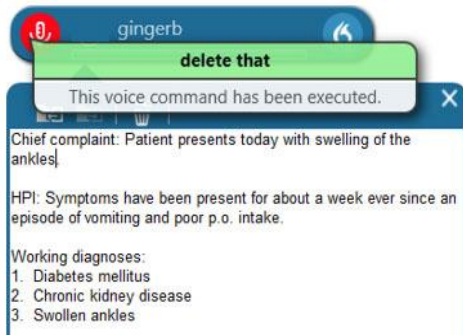 gingerb
delete that
This voice command has been executed.
Chief complaint: Patient presents today with swelling of the
ankles
HPI: Symptoms have been present for about a week ever since an
episode of vomiting and poor p.o. intake.
Working diagnoses:
1. Diabetes mellitus
2. Chronic kidney disease
3. Swollen ankles